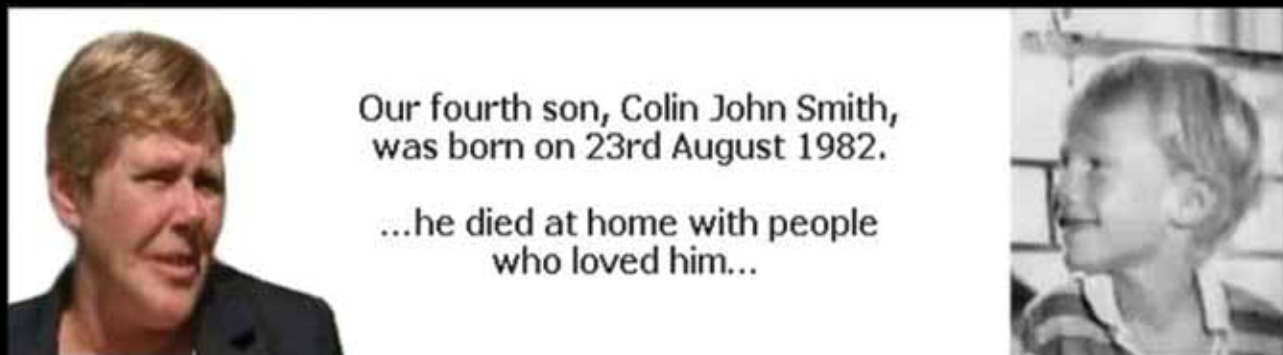 Our fourth son, Colin John Smith,
was born on 23rd August 1982.
...he died at home with people
who loved him...